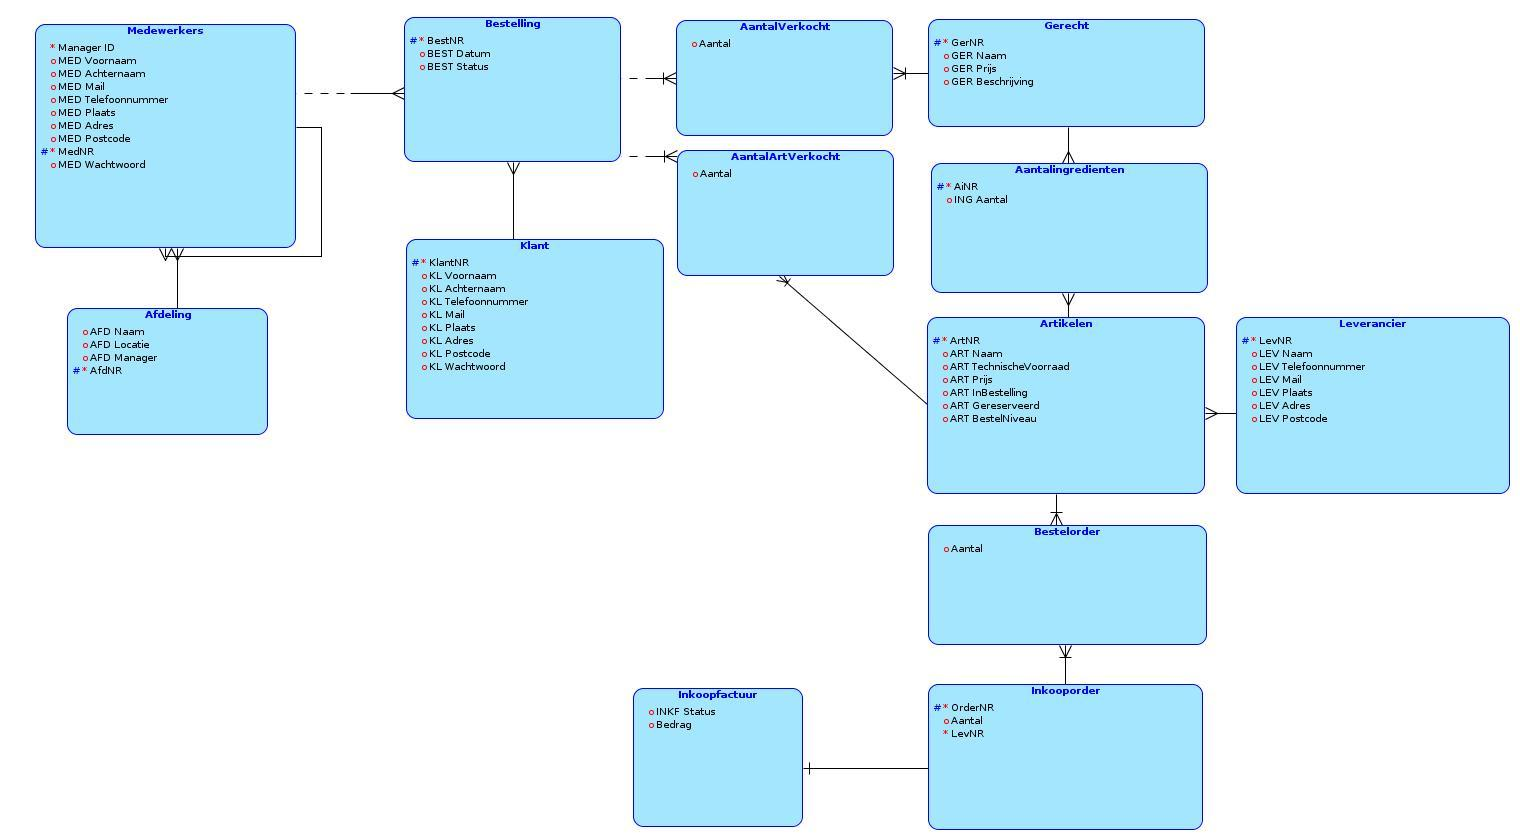 Medewerkers
* Manager ID
o MED Voornaam
o MED Achternaam
o MED Mail
o MED Telefoonnummer
o MED Plaats
o MED Adres
o MED Postcode
# * MedNR
o MED Wachtwoord
Bestelling
# * BestNR
o BEST Datum
o BEST Status
AantalVerkocht
o Aantal
Gerecht
# * GerNR
o GER Naam
o GER Prijs
o GER Beschrijving
AantalArtVerkocht
o Aantal
Aantalingredienten
# * AiNR
o ING Aantal
Klant
# * KlantNR
o KL Voornaam
o KL Achternaam
o KL Telefoonnummer
o KL Mail
o KL Plaats
o KL Adres
o KL Postcode
o KL Wachtwoord
Afdeling
o AFD Naam
o AFD Locatie
o AFD Manager
# * AfdNR
Artikelen
# * ArtNR
o ART Naam
o ART TechnischeVoorraad
o ART Prijs
o ART InBestelling
o ART Gereserveerd
o ART BestelNiveau
Leverancier
# * LevNR
o LEV Naam
o LEV Telefoonnummer
o LEV Mail
o LEV Plaats
o LEV Adres
o LEV Postcode
Bestelorder
o Aantal
Inkoopfactuur
o INKF Status
o Bedrag
Inkooporder
# * OrderNR
o Aantal
* LevNR